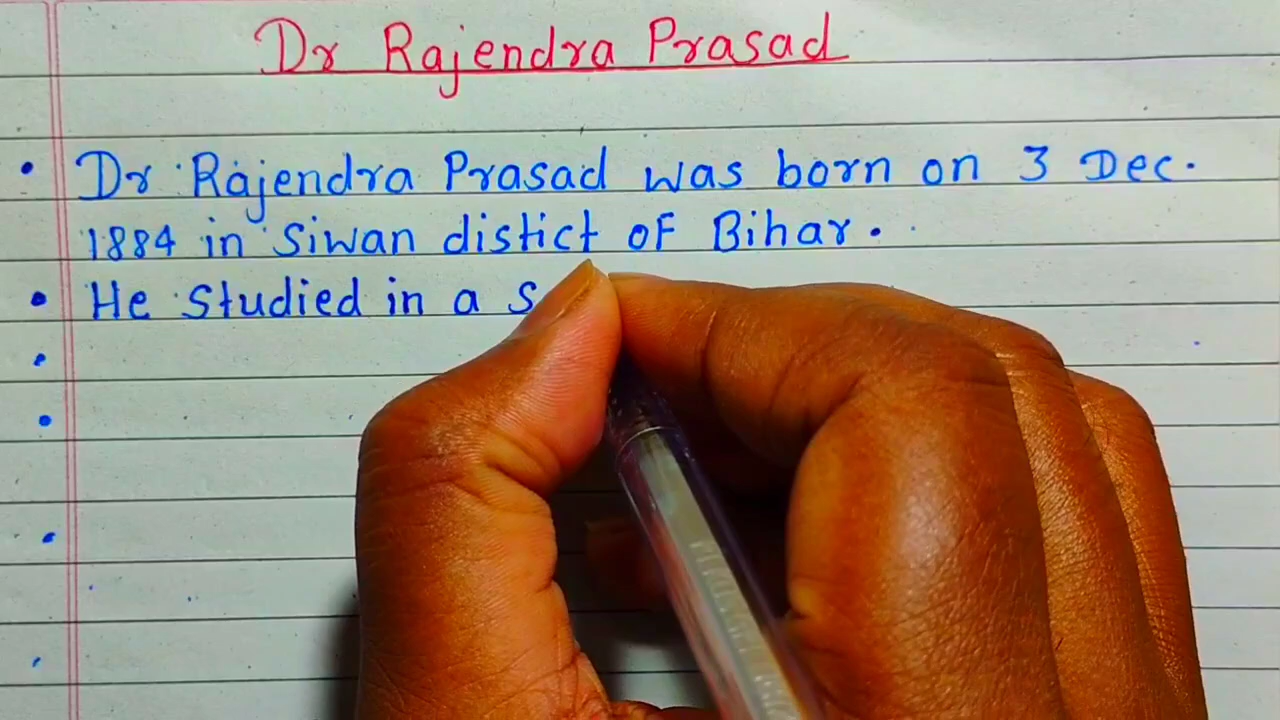 Dr Rajendra Prasad
• Dr Rajendra Prasad was born on 3 Dec.
1884 in Siwan distict of Bihar.
• He Studied in a s